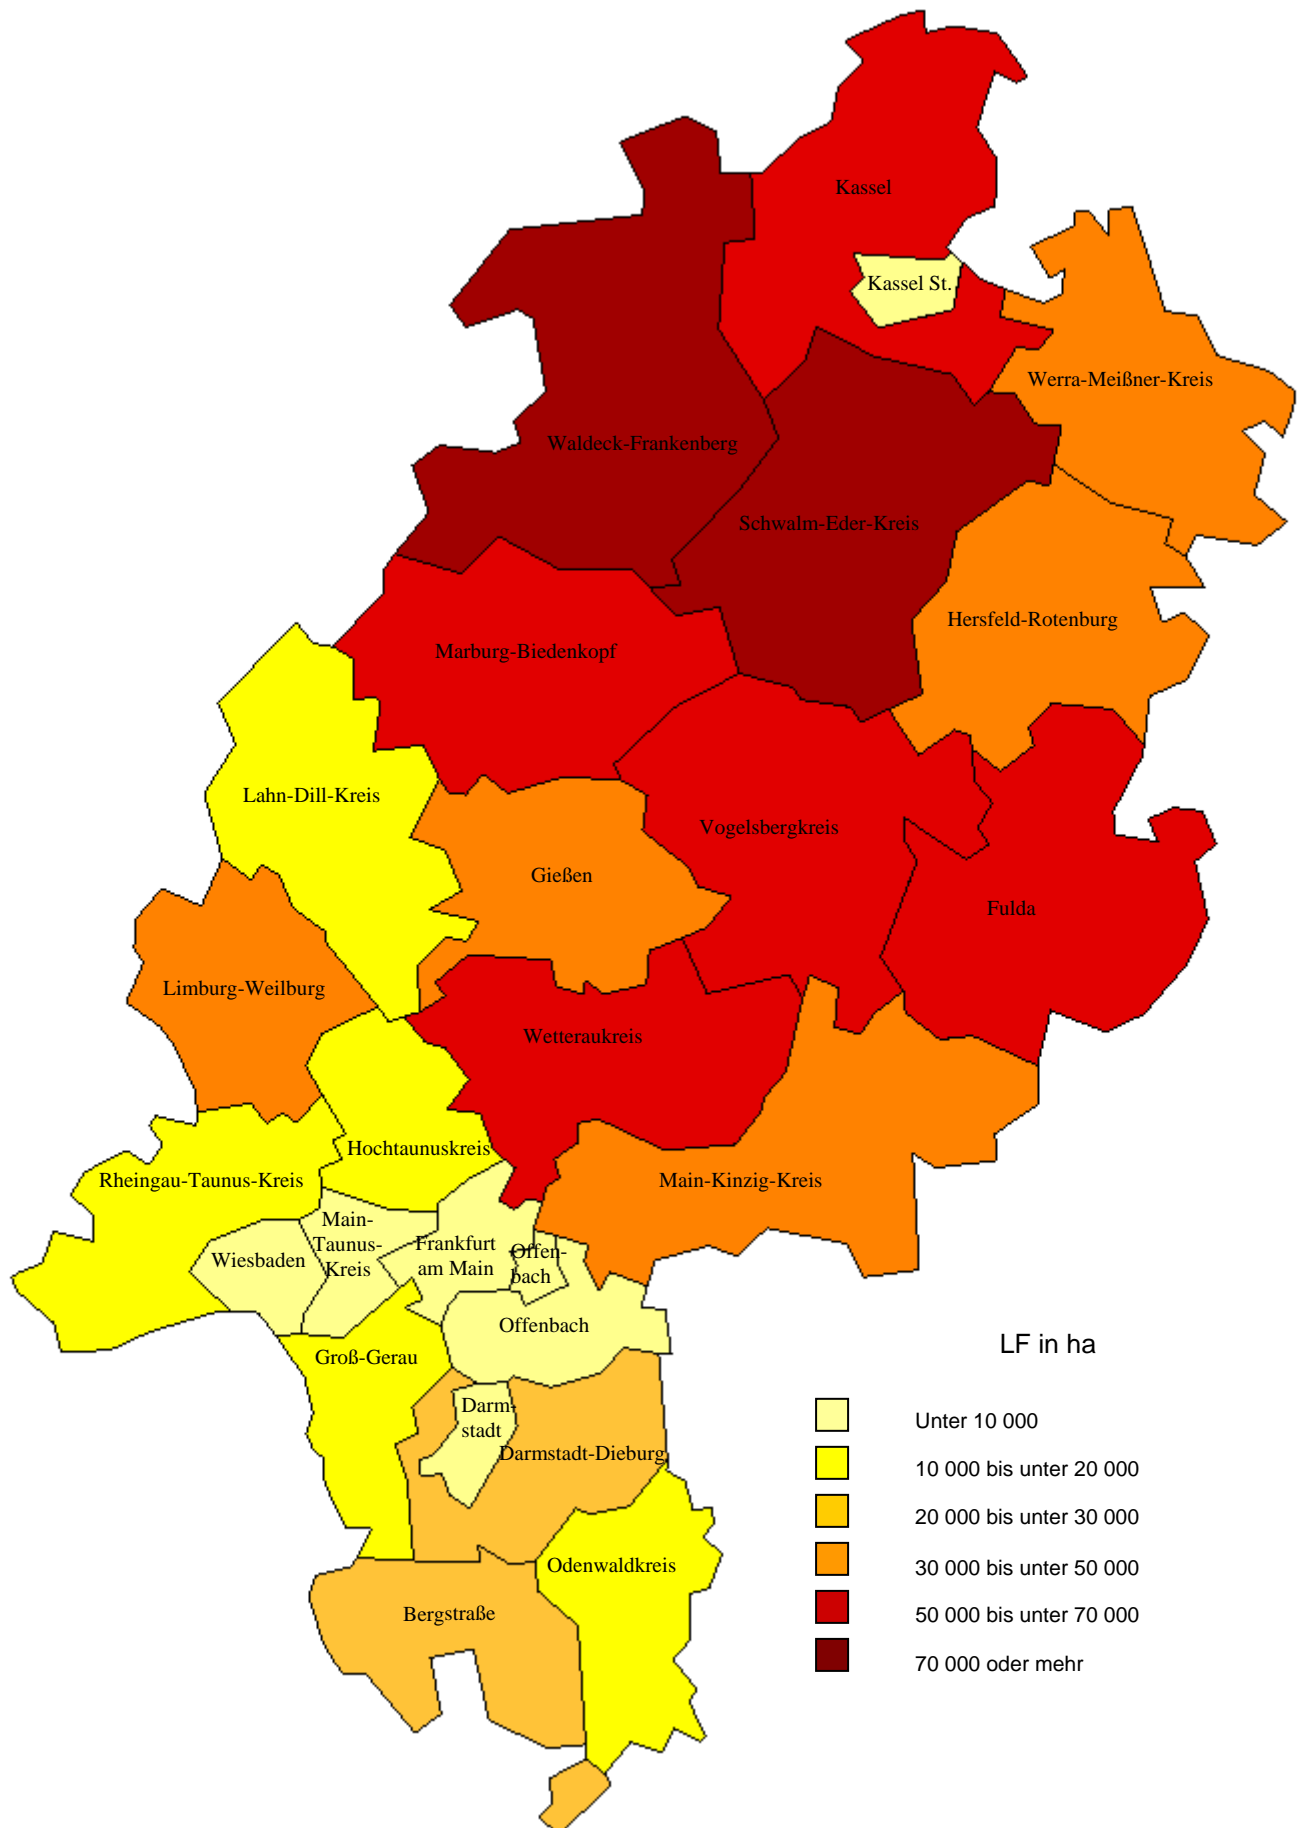 Kassel
Kassel St.
Werra-Meißner-Kreis
Waldeck-Frankenberg
Schwalm-Eder-Kreis
Hersfeld-Rotenburg
Marburg-Biedenkopf
Lahn-Dill-Kreis
Vogelsbergkreis
Gießen
Fulda
Limburg-Weilburg
Wetteraukreis
Hochtaunuskreis
Rheingau-Taunus-Kreis
Main-Kinzig-Kreis
Main-
Taunus-
Kreis
Wiesbaden
Frankfurt
am Main
Offen-
bach
Offenbach
Groß-Gerau
Darm-
stadt
Darmstadt-Dieburg
Odenwaldkreis
Bergstraße
LF in ha
Unter 10 000
10 000 bis unter 20 000
20 000 bis unter 30 000
30 000 bis unter 50 000
50 000 bis unter 70 000
70 000 oder mehr